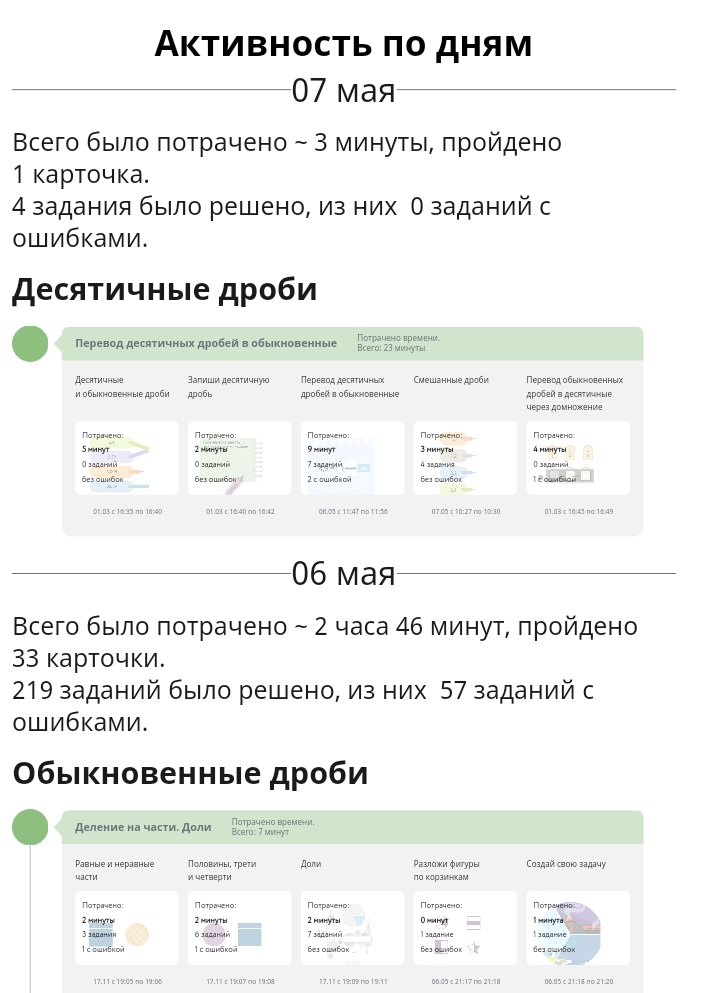 Активность по дням
07 мая
Всего было потрачено ~ 3 минуты, пройдено
1 карточка.
4 задания было решено, из них 0 заданий с
ошибками.
Десятичные дроби
Перевод десятичных дробей в обыкновенные
Потрачено времени.
Всего: 23 минуты
Десятичные
и обыкновенные дроби
Потрачено:
5 минут
0 заданий
без ошибок
01.03 с 16:35 по 16:40
Запиши десятичную
дробь
Потрачено:
2 минуты
0 заданий
без ошибок
01.03 с 16:40 по 16:42
Перевод десятичных
дробей в обыкновенные
Потрачено:
9 минут
7 заданий
2 с ошибкой
06.05 с 11:47 по 11:56
Смешанные дроби
Потрачено:
3 минуты
4 задания
без ошибок
07.05 с 10:27 по 10:30
Перевод обыкновенных
дробей в десятичные
через домножение
Потрачено:
4 минуты
0 заданий
1 с ошибкой
01.03 с 16:45 по 16:49
06 мая
Всего было потрачено ~ 2 часа 46 минут, пройдено
33 карточки.
219 заданий было решено, из них 57 заданий с
ошибками.
Обыкновенные дроби
Деление на части. Доли
Потрачено времени.
Всего: 7 минут
Равные и неравные
части
Потрачено:
2 минуты
3 задания
1 с ошибкой
17.11 с 19:05 по 19:06
Половины, трети
и четверти
Потрачено:
2 минуты
6 заданий
1 с ошибкой
17.11 с 19:07 по 19:08
Доли
Потрачено:
2 минуты
7 заданий
без ошибок
17.11 с 19:09 по 19:11
Разложи фигуры
по корзинкам
Потрачено:
0 минут
1 задание
без ошибок
06.05 с 21:17 по 21:18
Создай свою задачу
Потрачено:
1 минута
1 задание
без ошибок
06.05 с 21:18 по 21:20